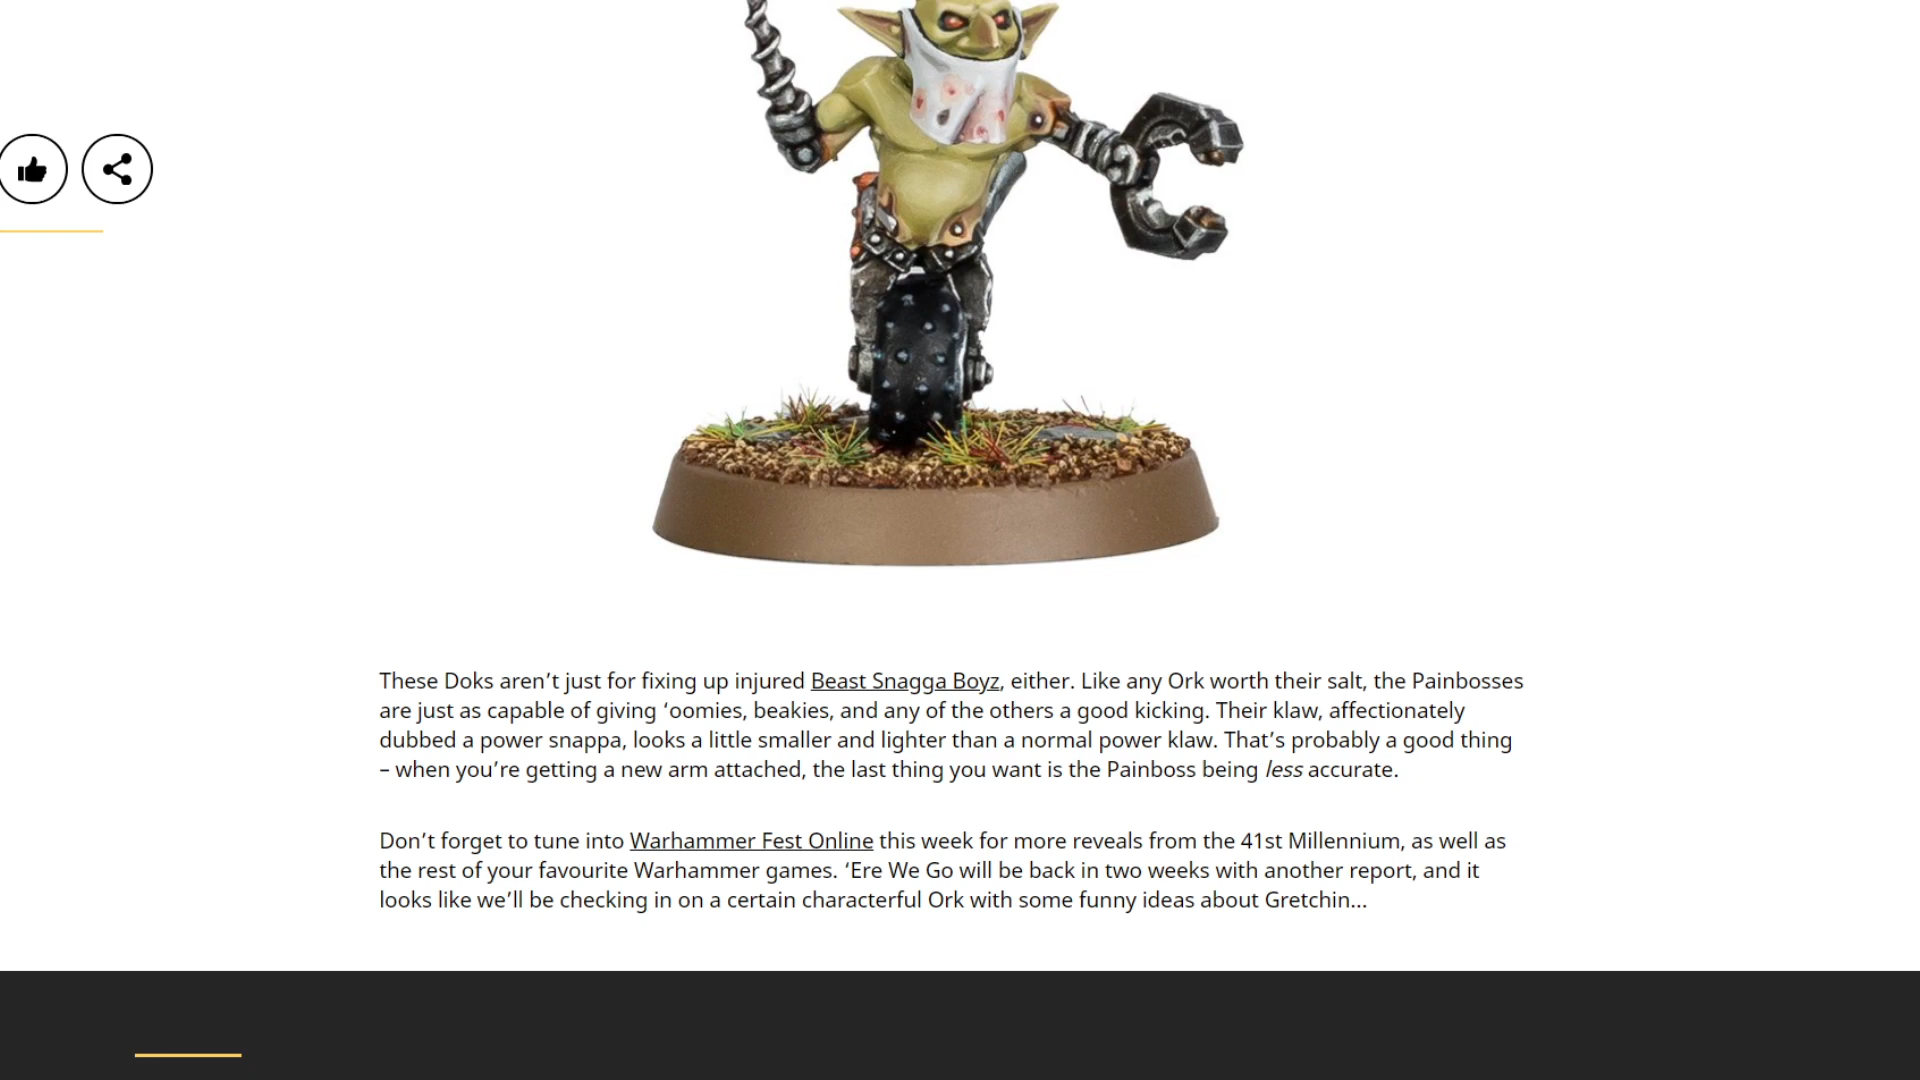 These Doks aren’t just for fixing up injured Beast Snagga Boyz, either. Like any Ork worth their salt, the Painbosses
are just as capable of giving ‘oomies, beakies, and any of the others a good kicking. Their klaw, affectionately
dubbed a power snappa, looks a little smaller and lighter than a normal power klaw. That’s probably a good thing
– when you’re getting a new arm attached, the last thing you want is the Painboss being less accurate.
Don’t forget to tune into Warhammer Fest Online this week for more reveals from the 41st Millennium, as well as
the rest of your favourite Warhammer games. ‘Ere We Go will be back in two weeks with another report, and it
looks like we’ll be checking in on a certain characterful Ork with some funny ideas about Gretchin…